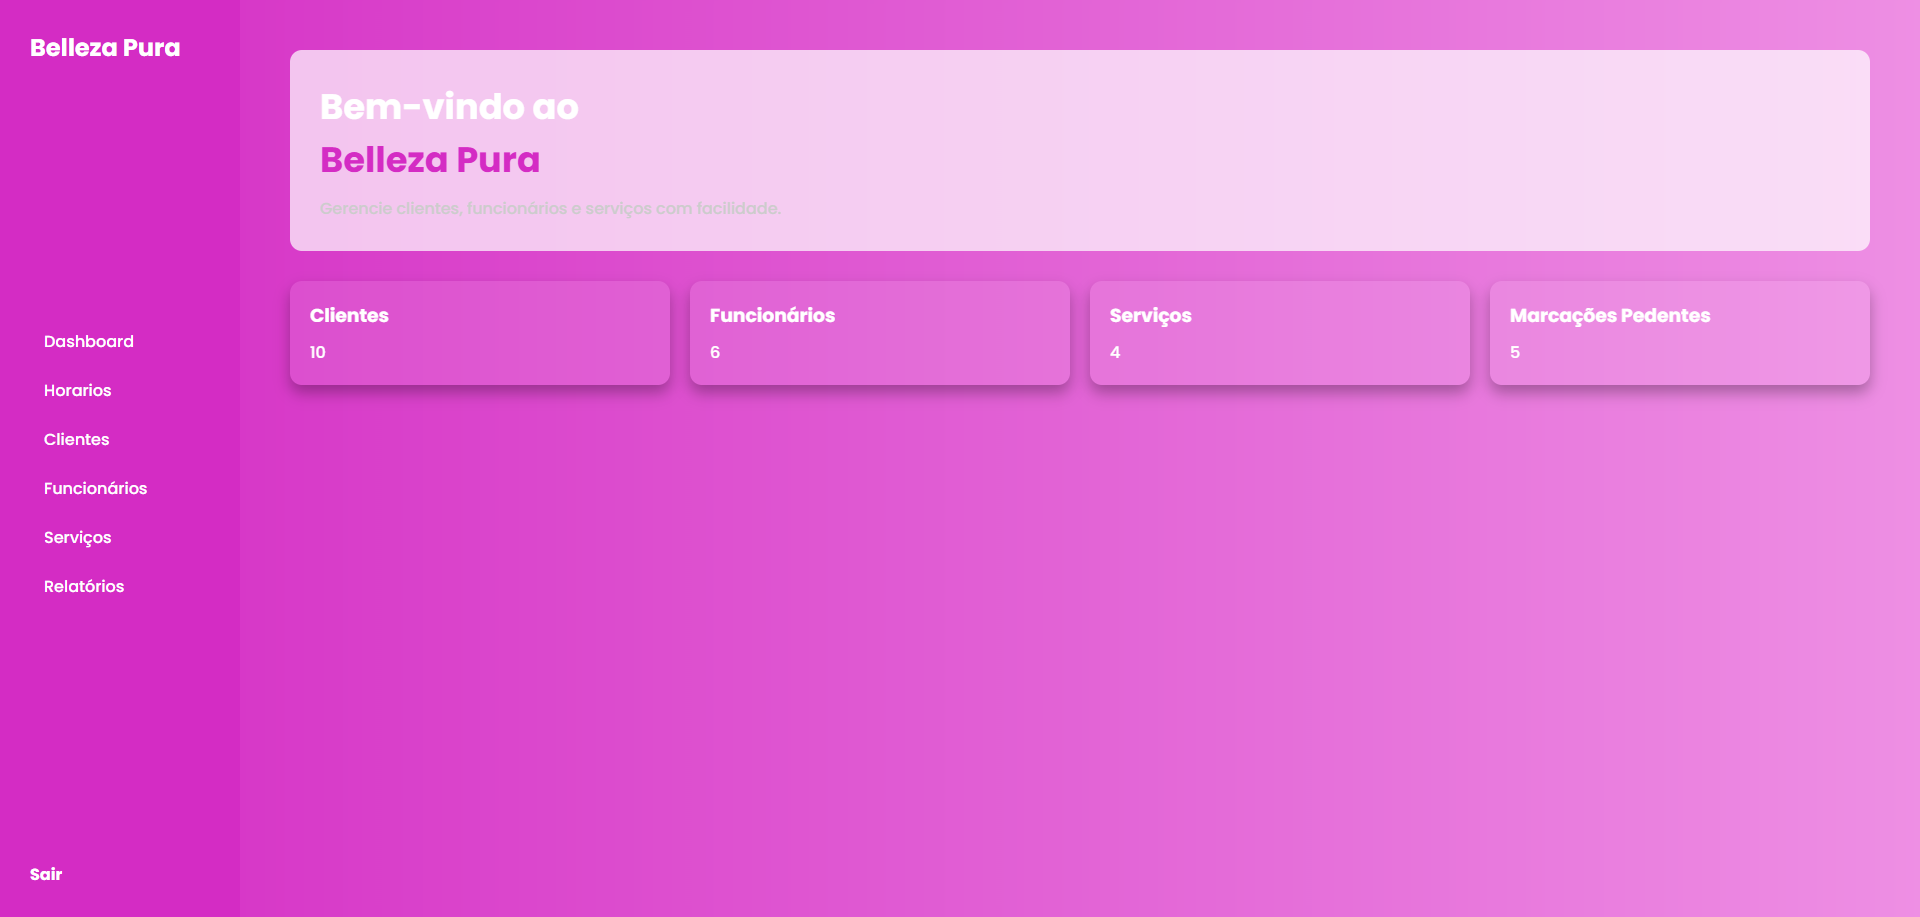 Belleza Pura
Dashboard
Horarios
Clientes
Funcionários
Serviços
Relatórios
Sair
Bem-vindo ao
Belleza Pura
Gerencie clientes, funcionários e serviços com facilidade.
Clientes
10
Funcionários
6
Serviços
4
Marcações Pedentes
5